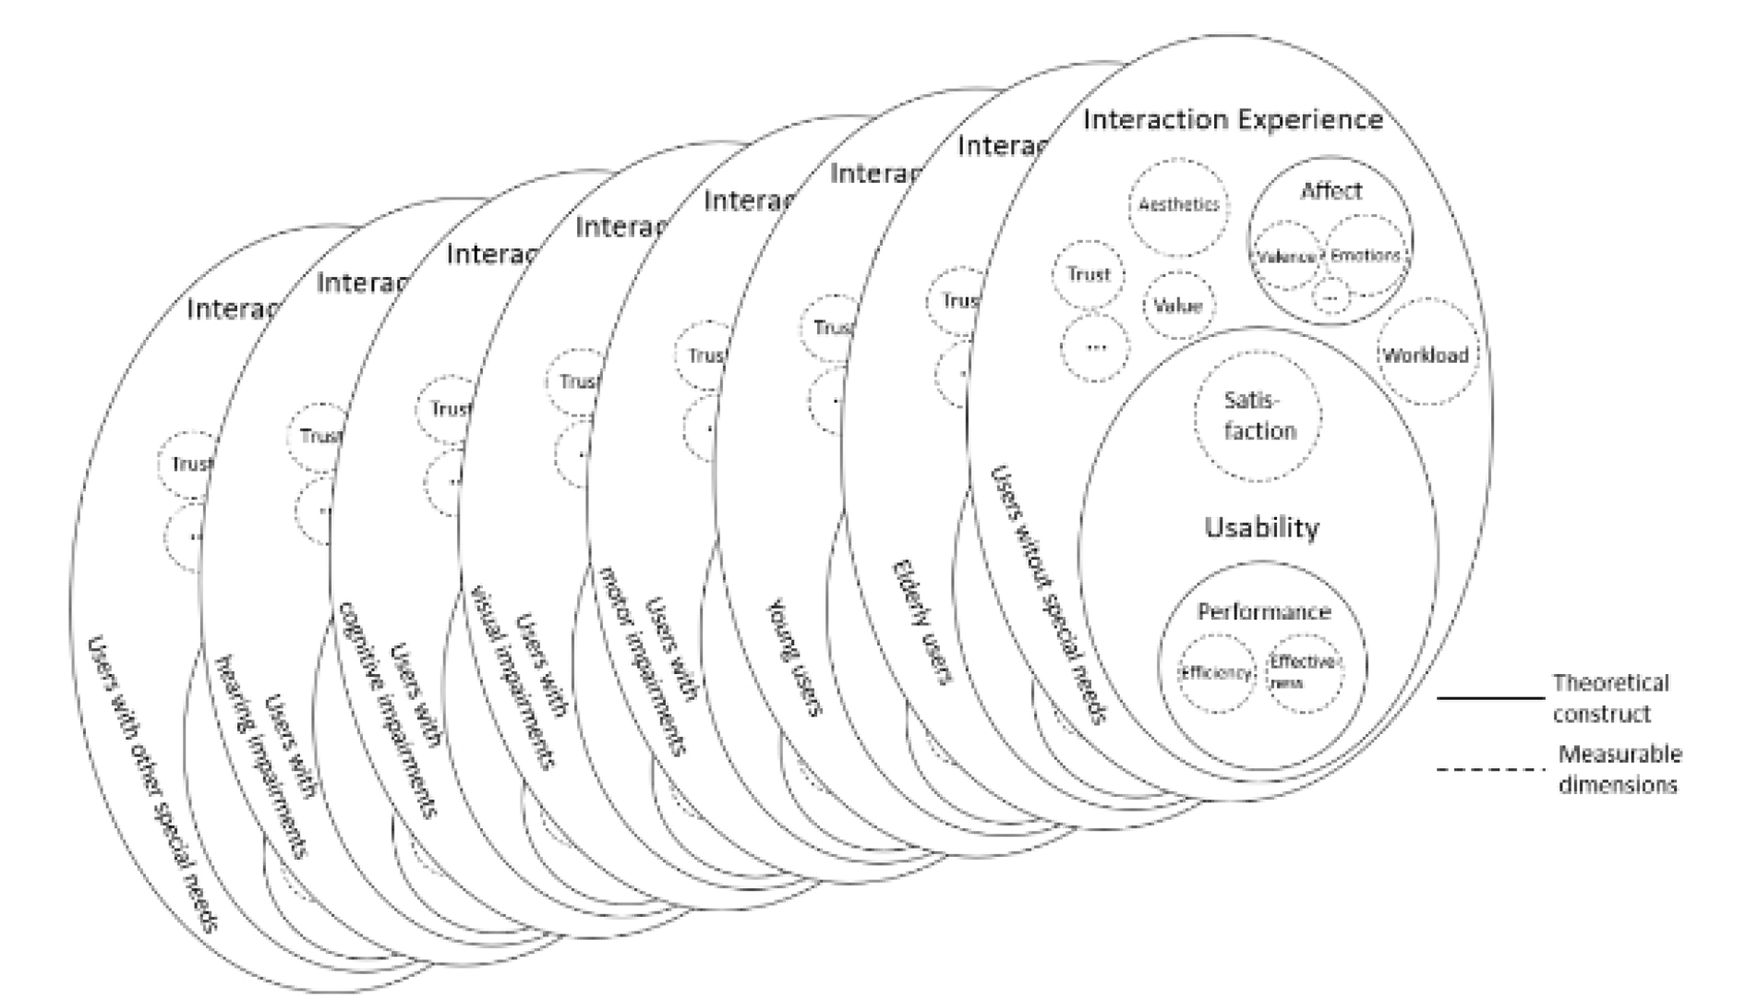 Interaction Experience
Aesthetics
Affect
Valence
Emotions
...
Trust
Value
...
Workload
Satis-
faction
Usability
Performance
Efficiency
Effective-
ness
Users witout special needs
Interac
Trus
.
Elderly users
Interac
Trus
.
Young users
Interac
Trus
.
Users with
motor impairments
Interac
Trust
.
Users with
visual impairments
Interac
Trust
..
Users with
cognitive impairments
Interac
Trust
..
Users with
hearing impairments
Interac
Trust
..
Users with other special needs
Theoretical
construct
Measurable
dimensions